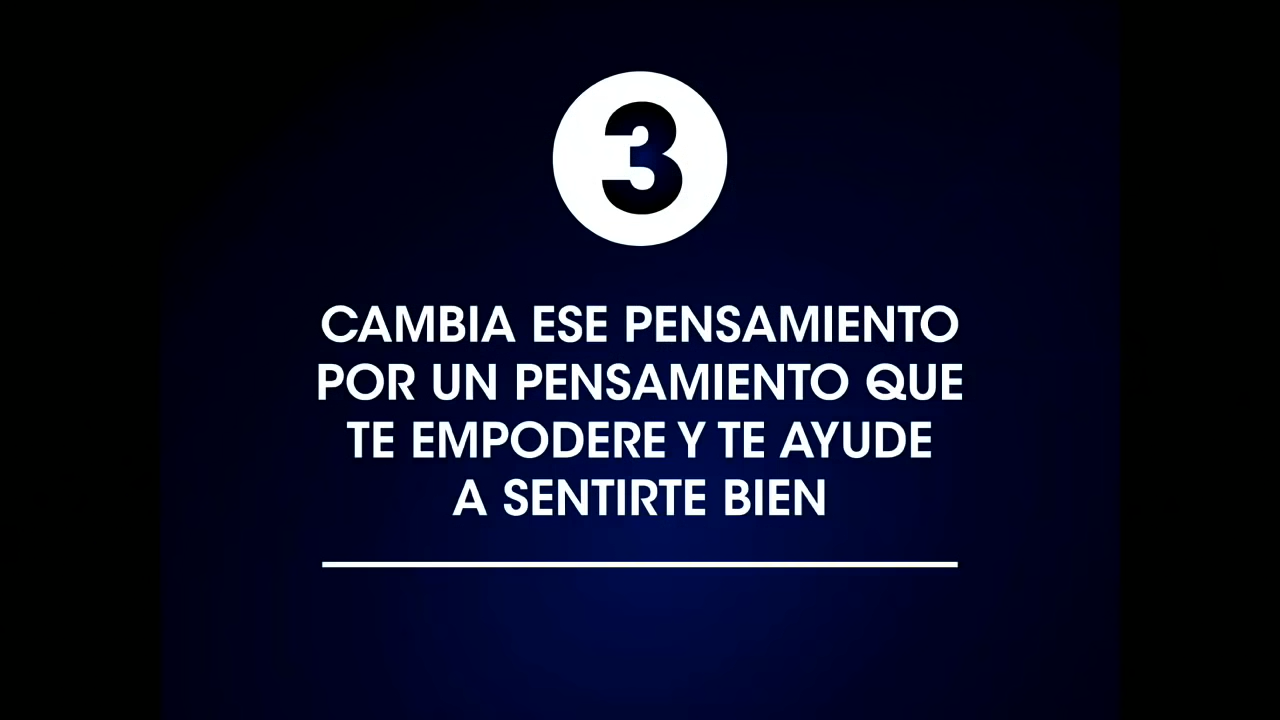 3
CAMBIA ESE PENSAMIENTO
POR UN PENSAMIENTO QUE
TE EMPODERE Y TE AYUDE
A SENTIRTE BIEN